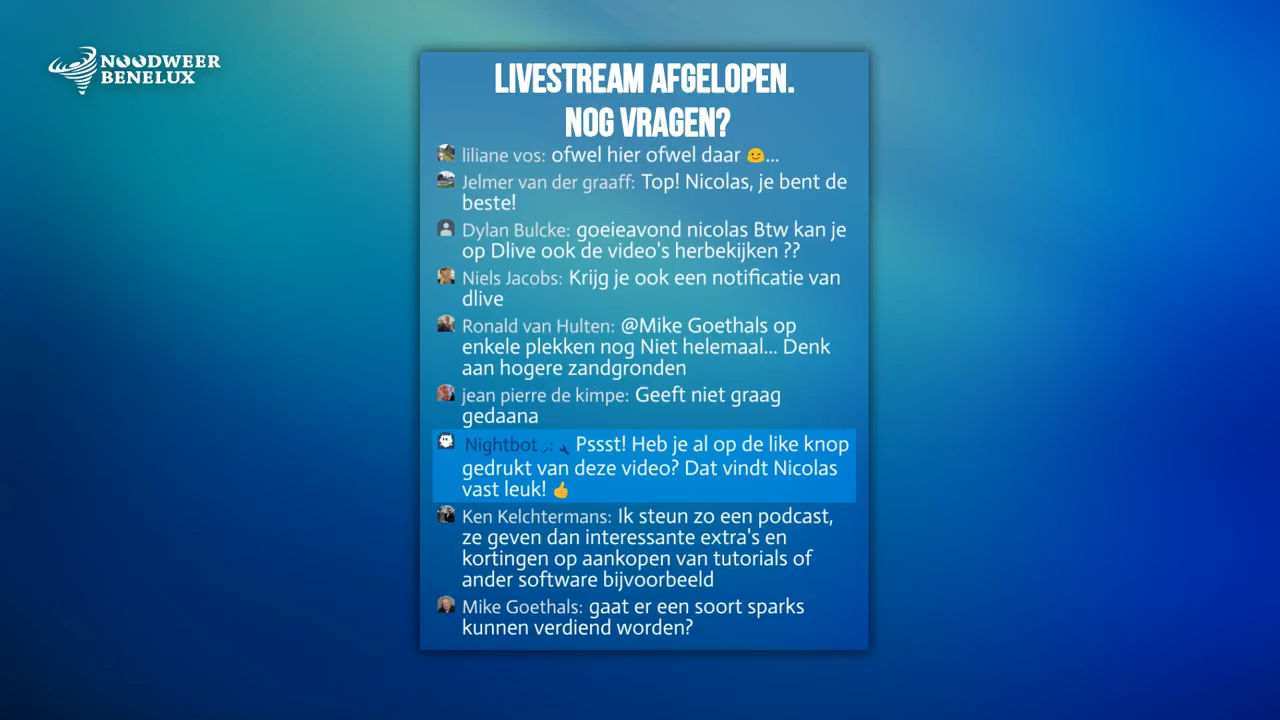 NOODWEER
BENELUX
LIVESTREAM AFGELOPEN.
NOG VRAGEN?
liliane vos: ofwel hier ofwel daar 😊...
Jelmer van der graaff: Top! Nicolas, je bent de
beste!
Dylan Bulcke: goeieavond nicolas Btw kan je
op Dlive ook de video's herbekijken ??
Niels Jacobs: Krijg je ook een notificatie van
dlive
Ronald van Hulten: @Mike Goethals op
enkele plekken nog Niet helemaal... Denk
aan hogere zandgronden
jean pierre de kimpe: Geeft niet graag
gedaana
Nightbot: Pssst! Heb je al op de like knop
gedrukt van deze video? Dat vindt Nicolas
vast leuk! 👍
Ken Kelchtermans: Ik steun zo een podcast,
ze geven dan interessante extra's en
kortingen op aankopen van tutorials of
ander software bijvoorbeeld
Mike Goethals: gaat er een soort sparks
kunnen verdiend worden?